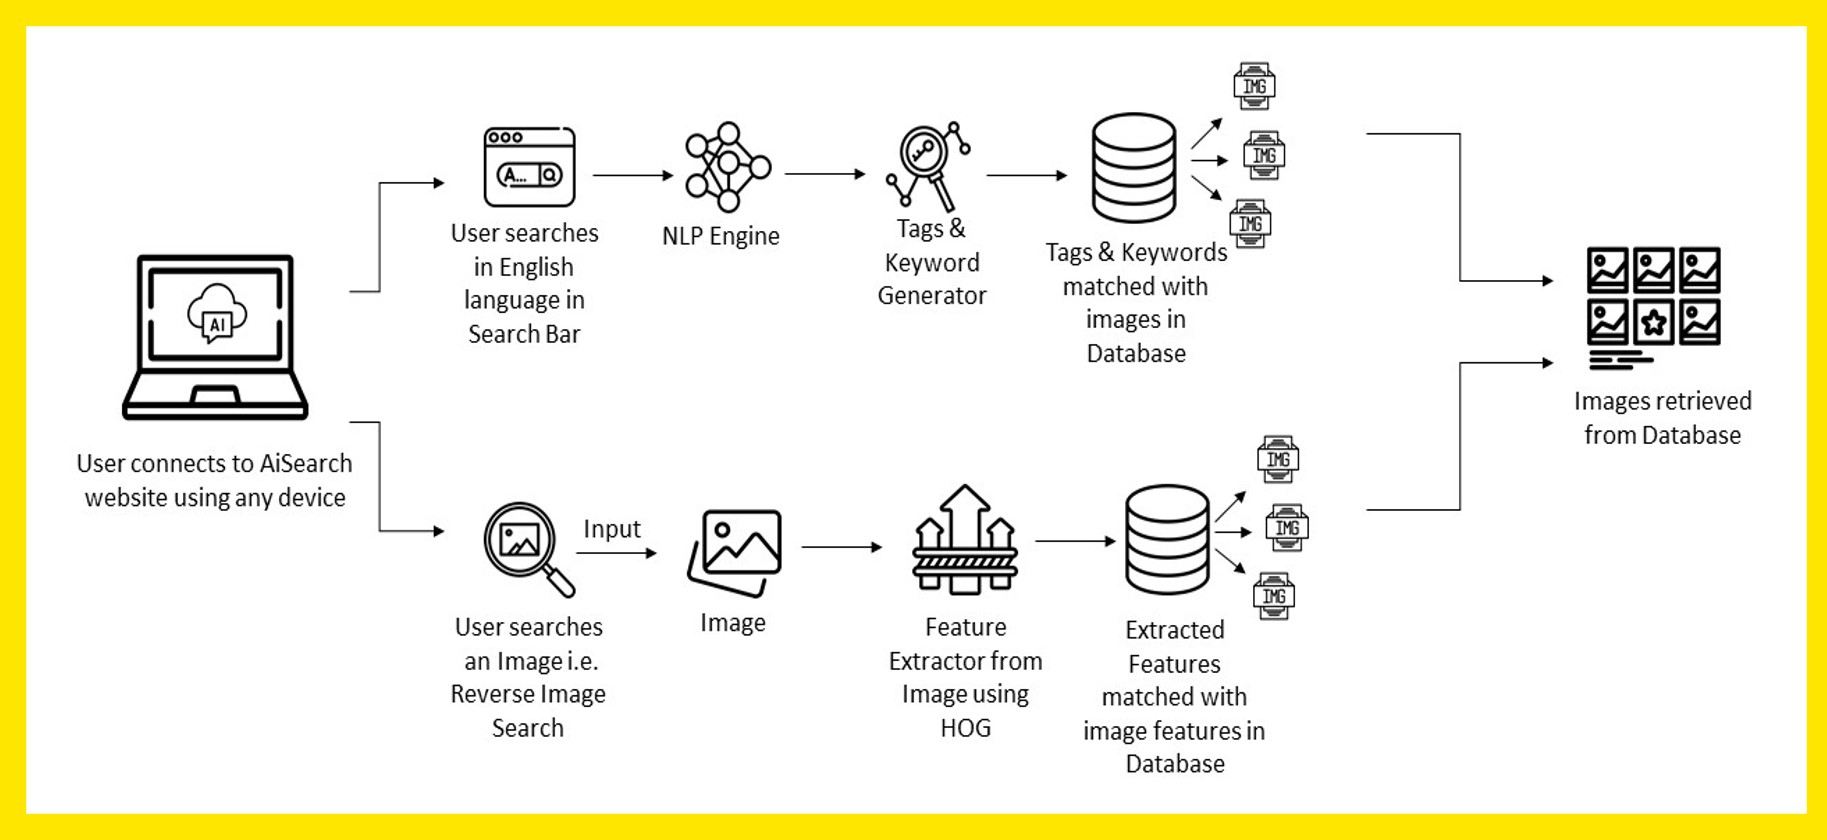 AI
User connects to AiSearch
website using any device
A...
User searches
in English
language in
Search Bar
NLP Engine
Tags &
Keyword
Generator
Tags & Keywords
matched with
images in
Database
IMG
IMG
IMG
User searches
an Image i.e.
Reverse Image
Search
Input
Image
Feature
Extractor from
Image using
HOG
Extracted
Features
matched with
image features in
Database
IMG
IMG
IMG
Images retrieved
from Database